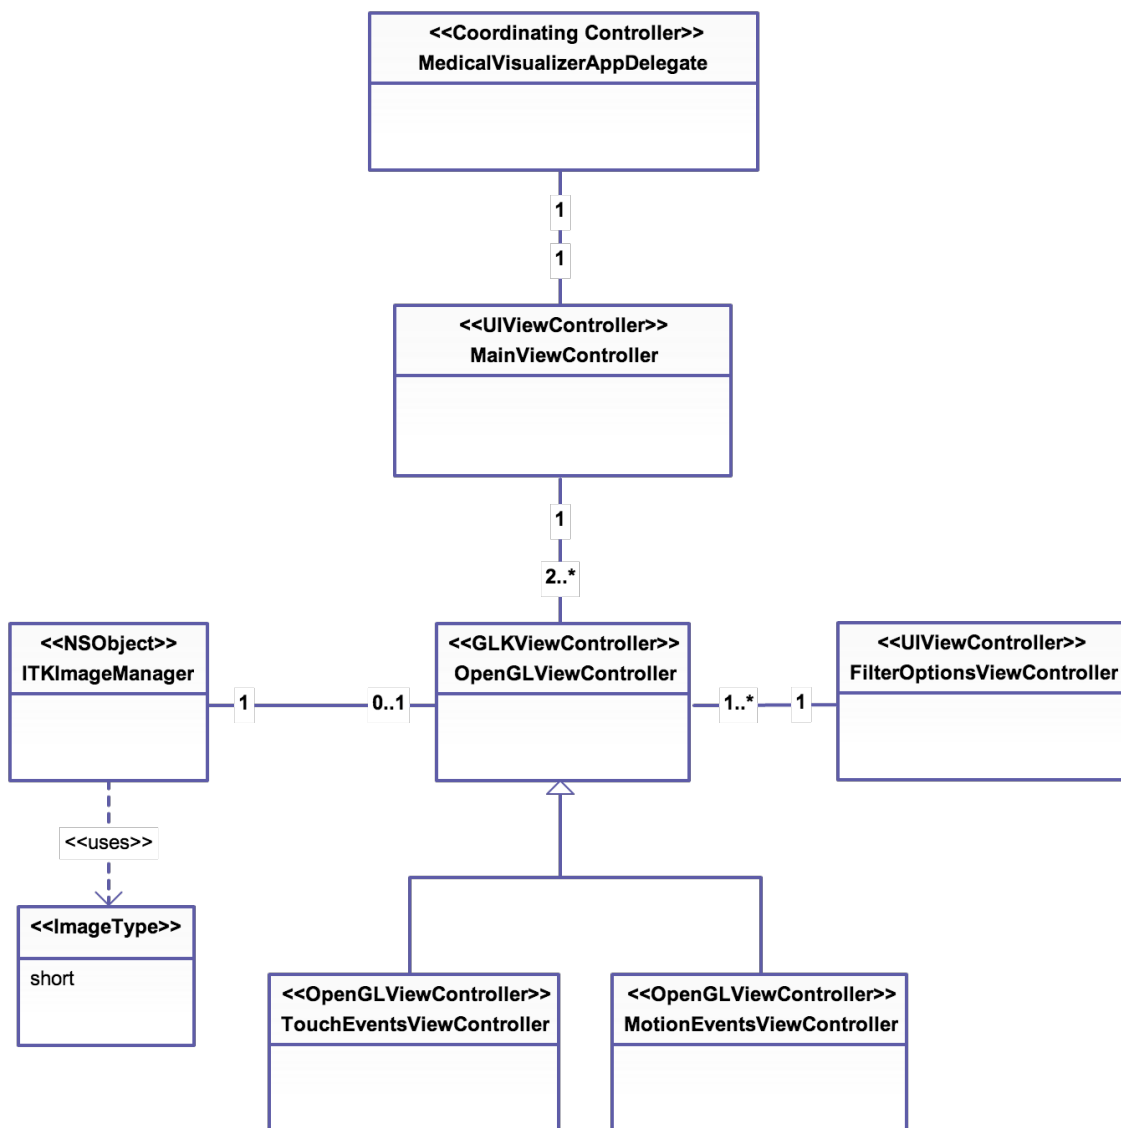 <<Coordinating Controller>>
MedicalVisualizerAppDelegate
1
1
<<UIViewController>>
MainViewController
1
2..*
<<NSObject>>
ITKImageManager
1
0..1
<<GLKViewController>>
OpenGLViewController
1..*
1
<<UIViewController>>
FilterOptionsViewController
<<uses>>
<<ImageType>>
short
<<OpenGLViewController>>
TouchEventsViewController
<<OpenGLViewController>>
MotionEventsViewController